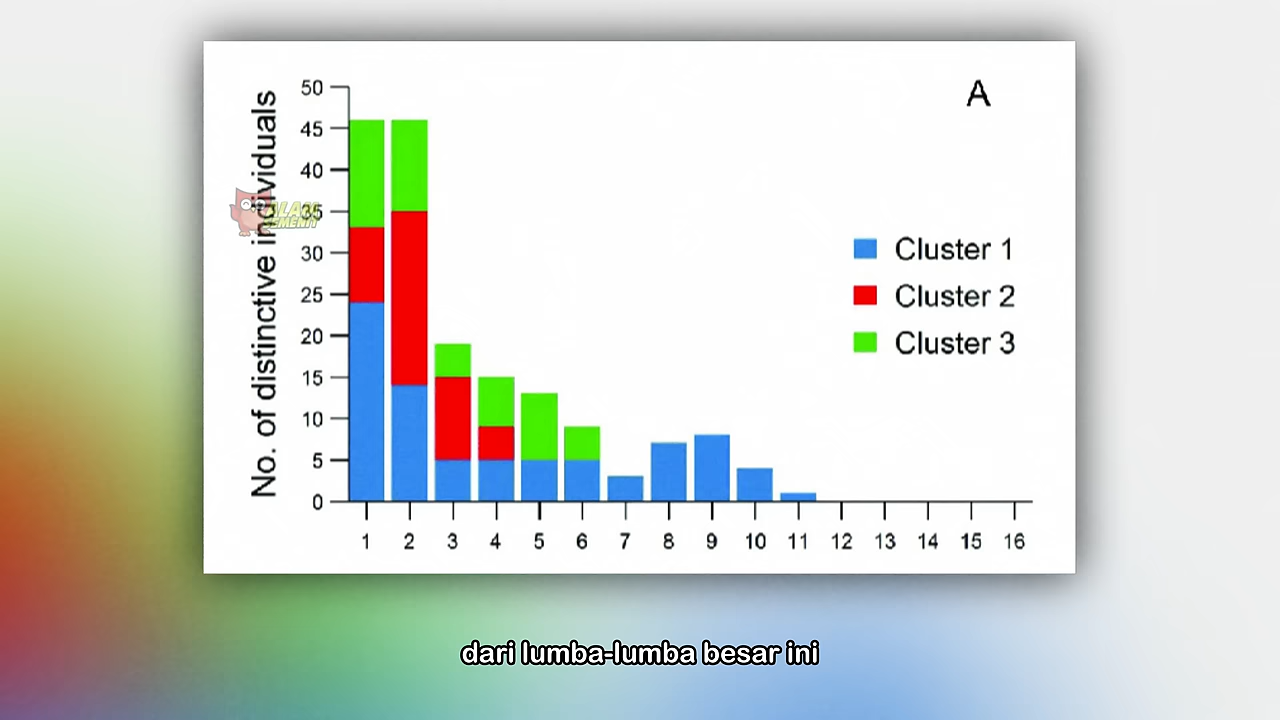 A
No. of distinctive individuals
50
45
40
35
30
25
20
15
10
5
0
Cluster 1
Cluster 2
Cluster 3
1 2 3 4 5 6 7 8 9 10 11 12 13 14 15 16
dari lumba-lumba besar ini